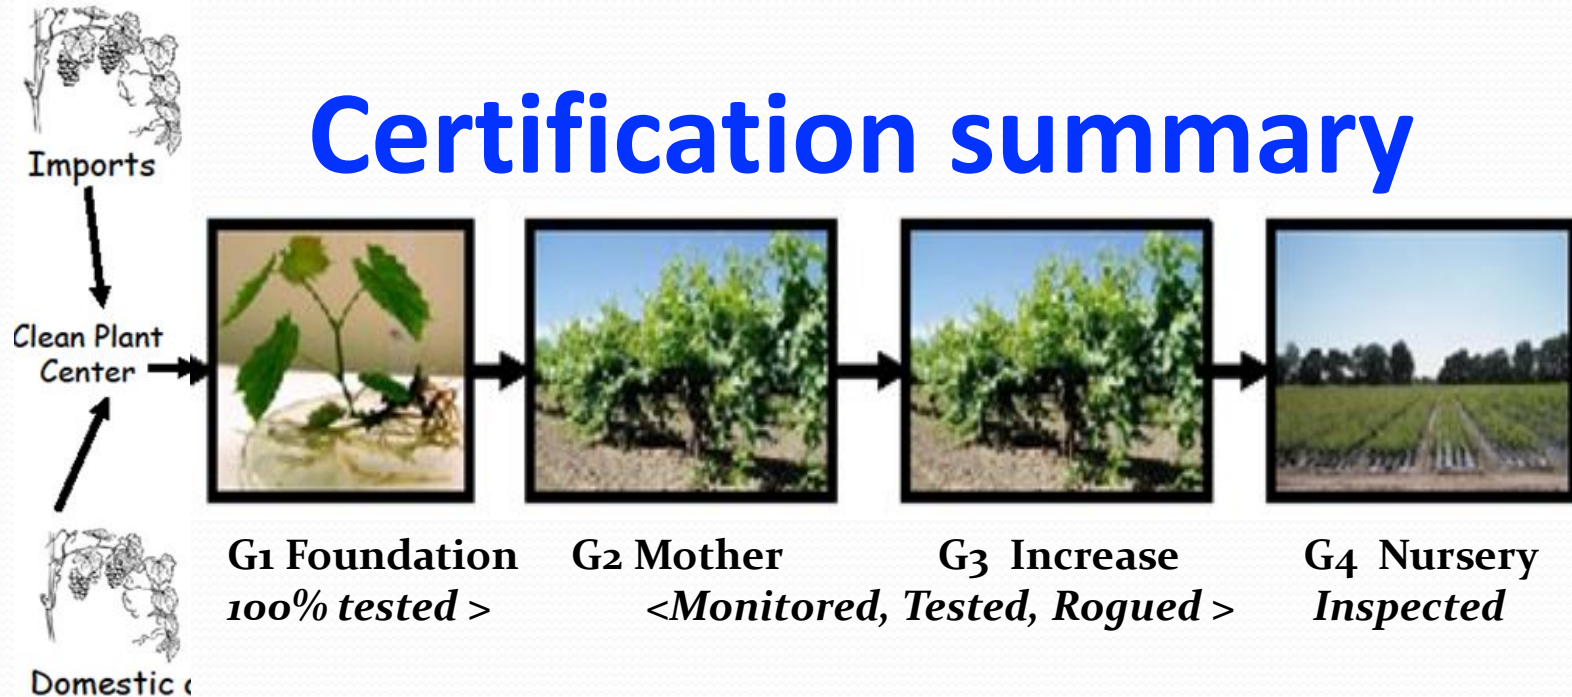 Certification summary
Imports
Clean Plant
Center
Domestic
G1 Foundation
100% tested >
G2 Mother
G3 Increase
<Monitored, Tested, Rogued >
G4 Nursery
Inspected